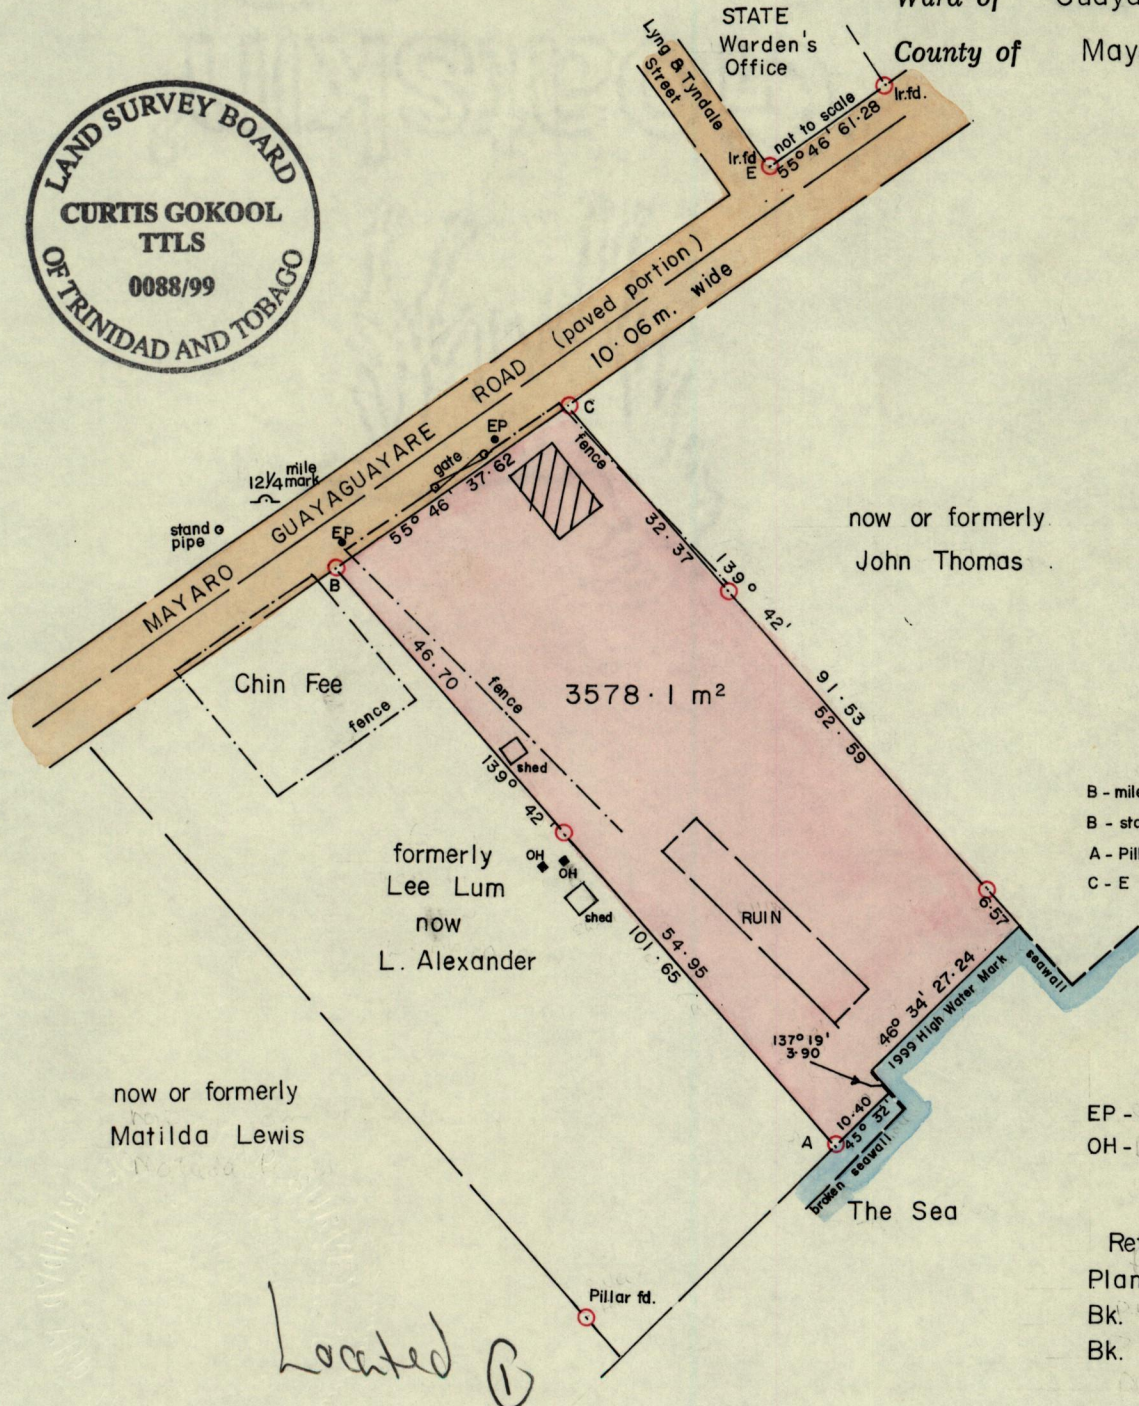 STATE
Warden's
Office
Ward of
County of May
Lyng & Tyndale
Street
Ir.fd.
not to scale
55° 46' 61·28
Ir.fd
E
LAND SURVEY BOARD
CURTIS GOKOOL
TTLS
0088/99
OF TRINIDAD AND TOBAGO
MAYARO GUAYAGUAYARE ROAD (paved portion)
10·06 m. wide
C
EP
gate
fence
55° 46' 37·62
12¼ mile
mark
stand
pipe
EP
B
32·37
139° 42'
now or formerly
John Thomas
Chin Fee
fence
46·70
fence
3578·1 m²
91·53
52·59
shed
139° 42'
B - mile
B - sta
A - Pill
C - E
formerly
Lee Lum
now
L. Alexander
OH
OH
shed
RUIN
54·95
101·65
6·57
seawall
46° 34' 27·24
1999 High Water Mark
137° 19'
3·90
10·40
45° 32'
A
broken seawall
The Sea
now or formerly
Matilda Lewis
EP -
OH -
Ref
Plan
Bk.
Bk.
Pillar fd.
Located 1